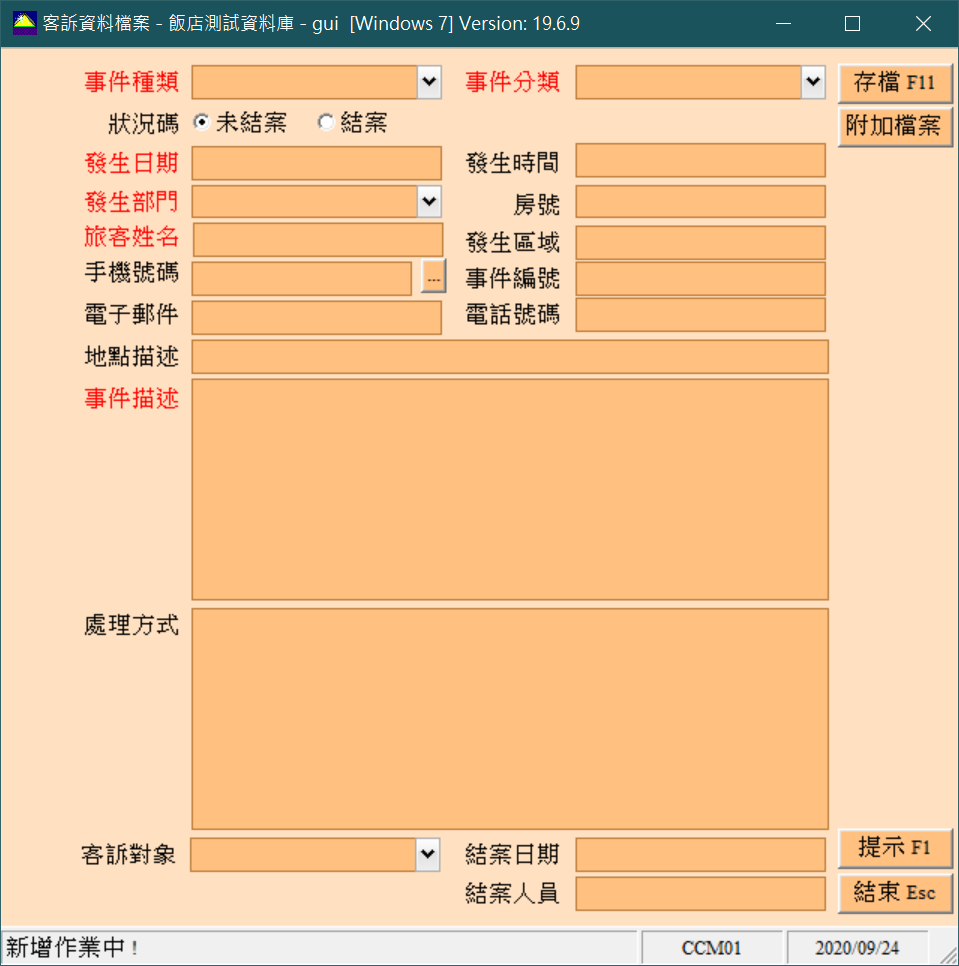 客訴資料檔案 - 飯店測試資料庫 - gui [Windows 7] Version: 19.6.9
事件種類 事件分類 存檔 F11
狀況碼 未結案 結案 附加檔案
發生日期 發生時間
發生部門 房號
旅客姓名 發生區域
手機號碼 ... 事件編號
電子郵件 電話號碼
地點描述
事件描述
處理方式
客訴對象 結案日期 提示 F1
結案人員 結束 Esc
新增作業中 ! CCM01 2020/09/24